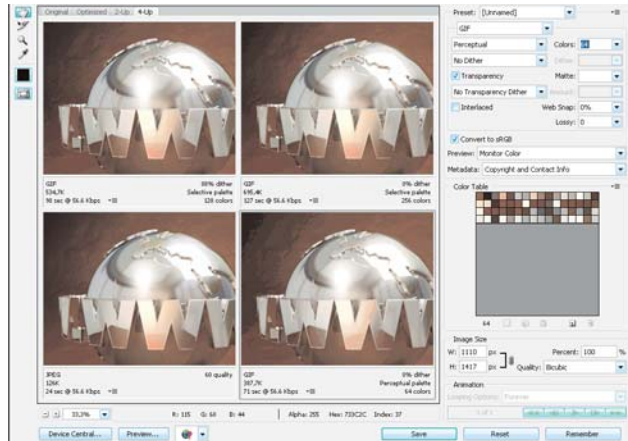 Original Optimized 2-Up 4-Up
WWW
GIF 88% dither
534,7K Selective palette
98 sec @ 56.6 Kbps 128 colors
GIF 0% dither
695,4K Selective palette
127 sec @ 56.6 Kbps 256 colors
WWW
JPEG 60 quality
126K
24 sec @ 56.6 Kbps
GIF 0% dither
387,7K Perceptual palette
71 sec @ 56.6 Kbps 64 colors
33,3% R: 115 G: 60 B: 44 Alpha: 255 Hex: 733C2C Index: 37
Device Central... Preview...
Preset: [Unnamed]
GIF
Perceptual Colors: 64
No Dither Dither:
Transparency Matte:
No Transparency Dither Amount:
Interlaced Web Snap: 0%
Lossy: 0
Convert to sRGB
Preview: Monitor Color
Metadata: Copyright and Contact Info
Color Table
64
Image Size
W: 1110 px Percent: 100 %
H: 1417 px Quality: Bicubic
Animation
Looping Options: Forever
1 of 1
Save Reset Remember